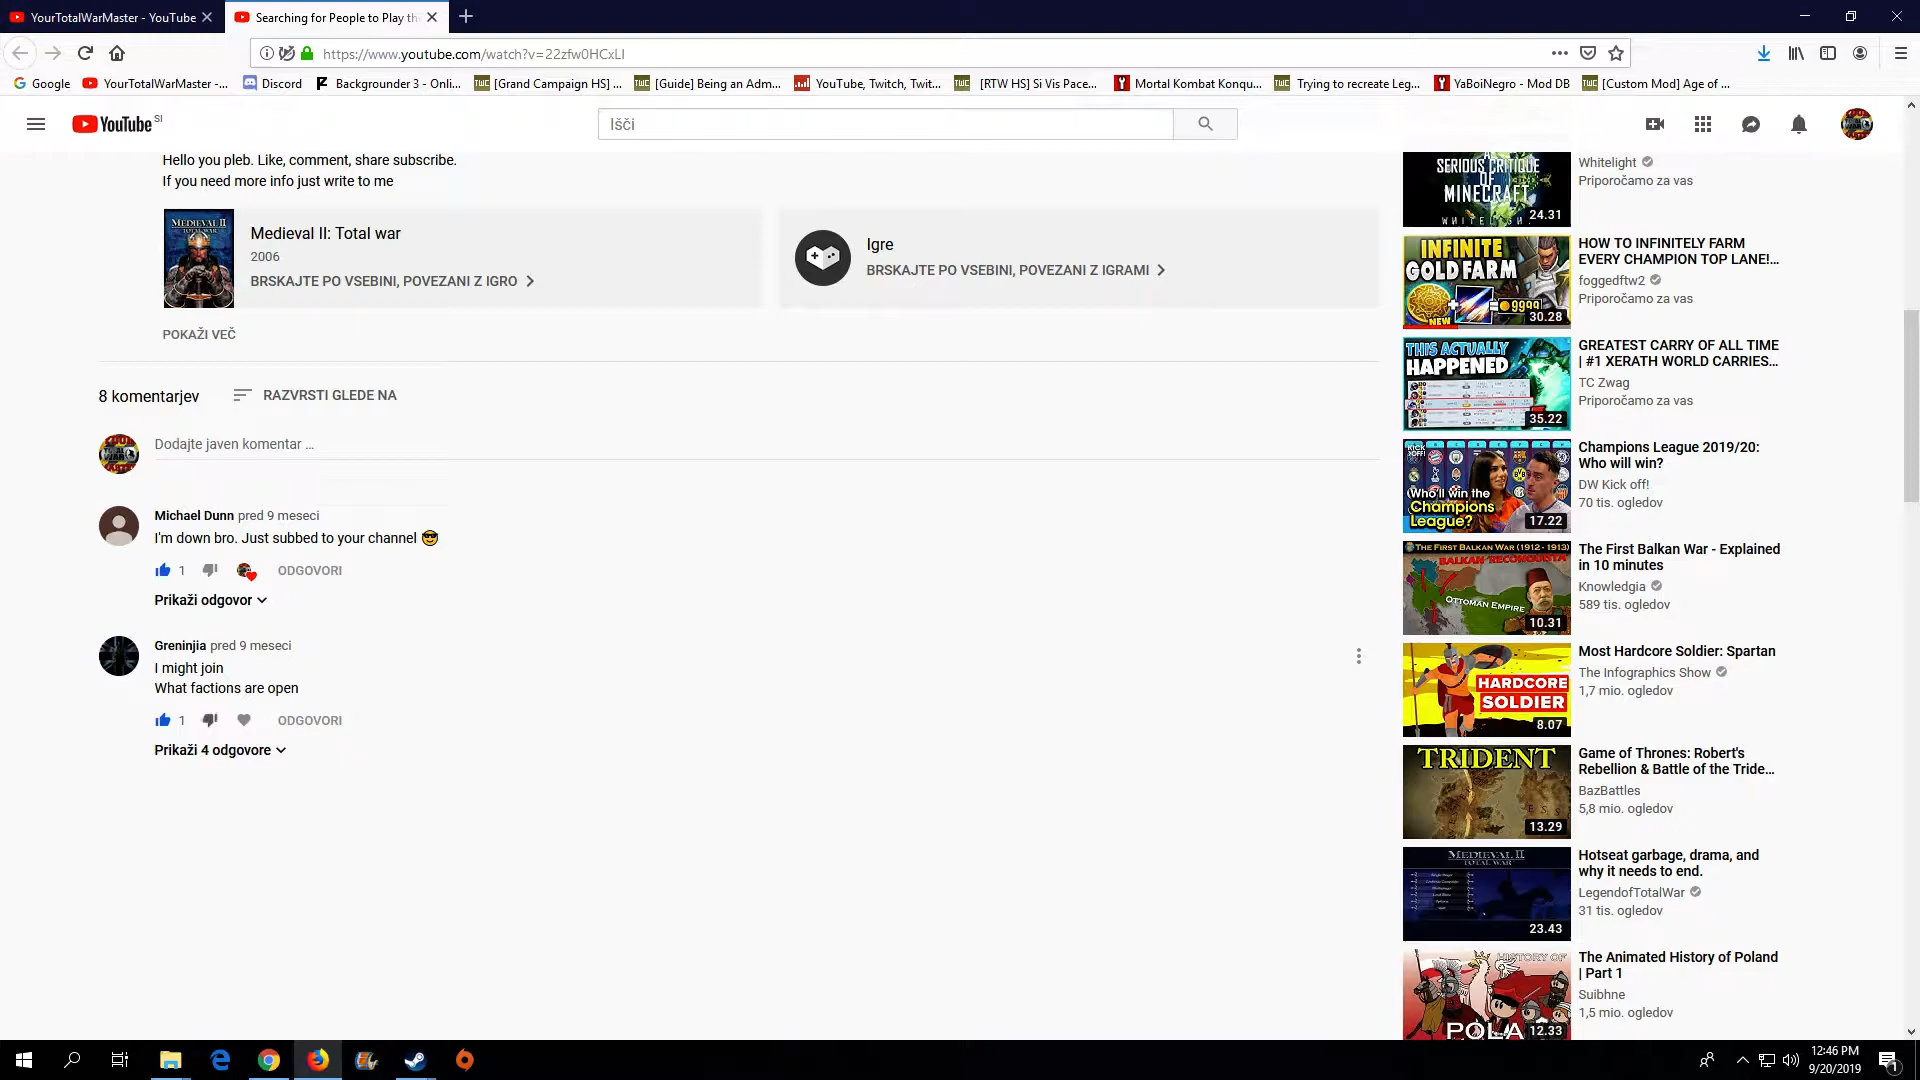 YourTotalWarMaster - YouTube
Searching for People to Play th
https://www.youtube.com/watch?v=22zfw0HCxLI
Google
YourTotalWarMaster -...
Discord
Backgrounder 3 - Onli...
TWC
[Grand Campaign HS] ...
TWC
[Guide] Being an Adm...
YouTube, Twitch, Twit...
TWC
[RTW HS] Si Vis Pace...
Mortal Kombat Konqu...
TWC
Trying to recreate Leg...
YaBoiNegro - Mod DB
TWC
[Custom Mod] Age of ...
YouTube SI
Išči
Hello you pleb. Like, comment, share subscribe.
If you need more info just write to me
MEDIEVAL II
TOTAL WAR
Medieval II: Total war
2006
BRSKAJTE PO VSEBINI, POVEZANI Z IGRO
Igre
BRSKAJTE PO VSEBINI, POVEZANI Z IGRAMI
POKAŽI VEČ
8 komentarjev
RAZVRSTI GLEDE NA
Dodajte javen komentar ...
Michael Dunn pred 9 meseci
I'm down bro. Just subbed to your channel 😎
1
ODGOVORI
Prikaži odgovor
Greninjia pred 9 meseci
I might join
What factions are open
1
ODGOVORI
Prikaži 4 odgovore
SERIOUS CRITIQUE
OF
MINECRAFT
WHITELIGHT
24.31
Whitelight
Priporočamo za vas
INFINITE
GOLD FARM
9999
NEW
30.28
HOW TO INFINITELY FARM
EVERY CHAMPION TOP LANE!...
foggedftw2
Priporočamo za vas
THIS ACTUALLY
HAPPENED
35.22
GREATEST CARRY OF ALL TIME
| #1 XERATH WORLD CARRIES...
TC Zwag
Priporočamo za vas
KICK
OFF!
Who'll win the
Champions
League?
17.22
Champions League 2019/20:
Who will win?
DW Kick off!
70 tis. ogledov
THE FIRST BALKAN WAR (1912 - 1913)
BALKAN RECONQUISTA
OTTOMAN EMPIRE
10.31
The First Balkan War - Explained
in 10 minutes
Knowledgia
589 tis. ogledov
HARDCORE
SOLDIER
8.07
Most Hardcore Soldier: Spartan
The Infographics Show
1,7 mio. ogledov
TRIDENT
13.29
Game of Thrones: Robert's
Rebellion & Battle of the Tride...
BazBattles
5,8 mio. ogledov
MEDIEVAL II
TOTAL WAR
23.43
Hotseat garbage, drama, and
why it needs to end.
LegendofTotalWar
31 tis. ogledov
HISTORY OF
POLA
12.33
The Animated History of Poland
| Part 1
Suibhne
1,5 mio. ogledov
12:46 PM
9/20/2019
1